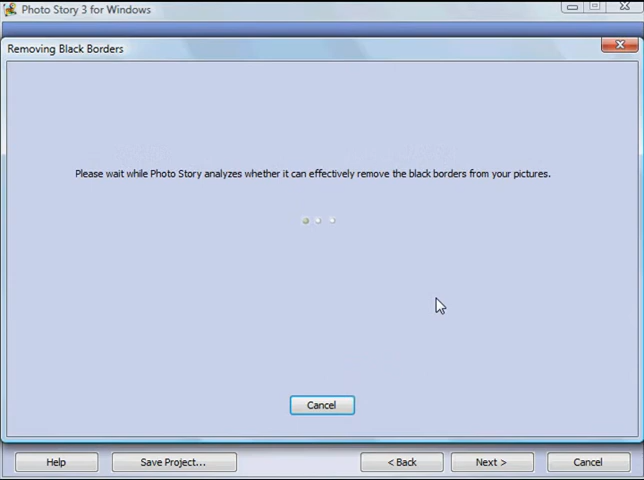 Photo Story 3 for Windows
Removing Black Borders
Please wait while Photo Story analyzes whether it can effectively remove the black borders from your pictures.
Cancel
Help
Save Project...
< Back
Next >
Cancel